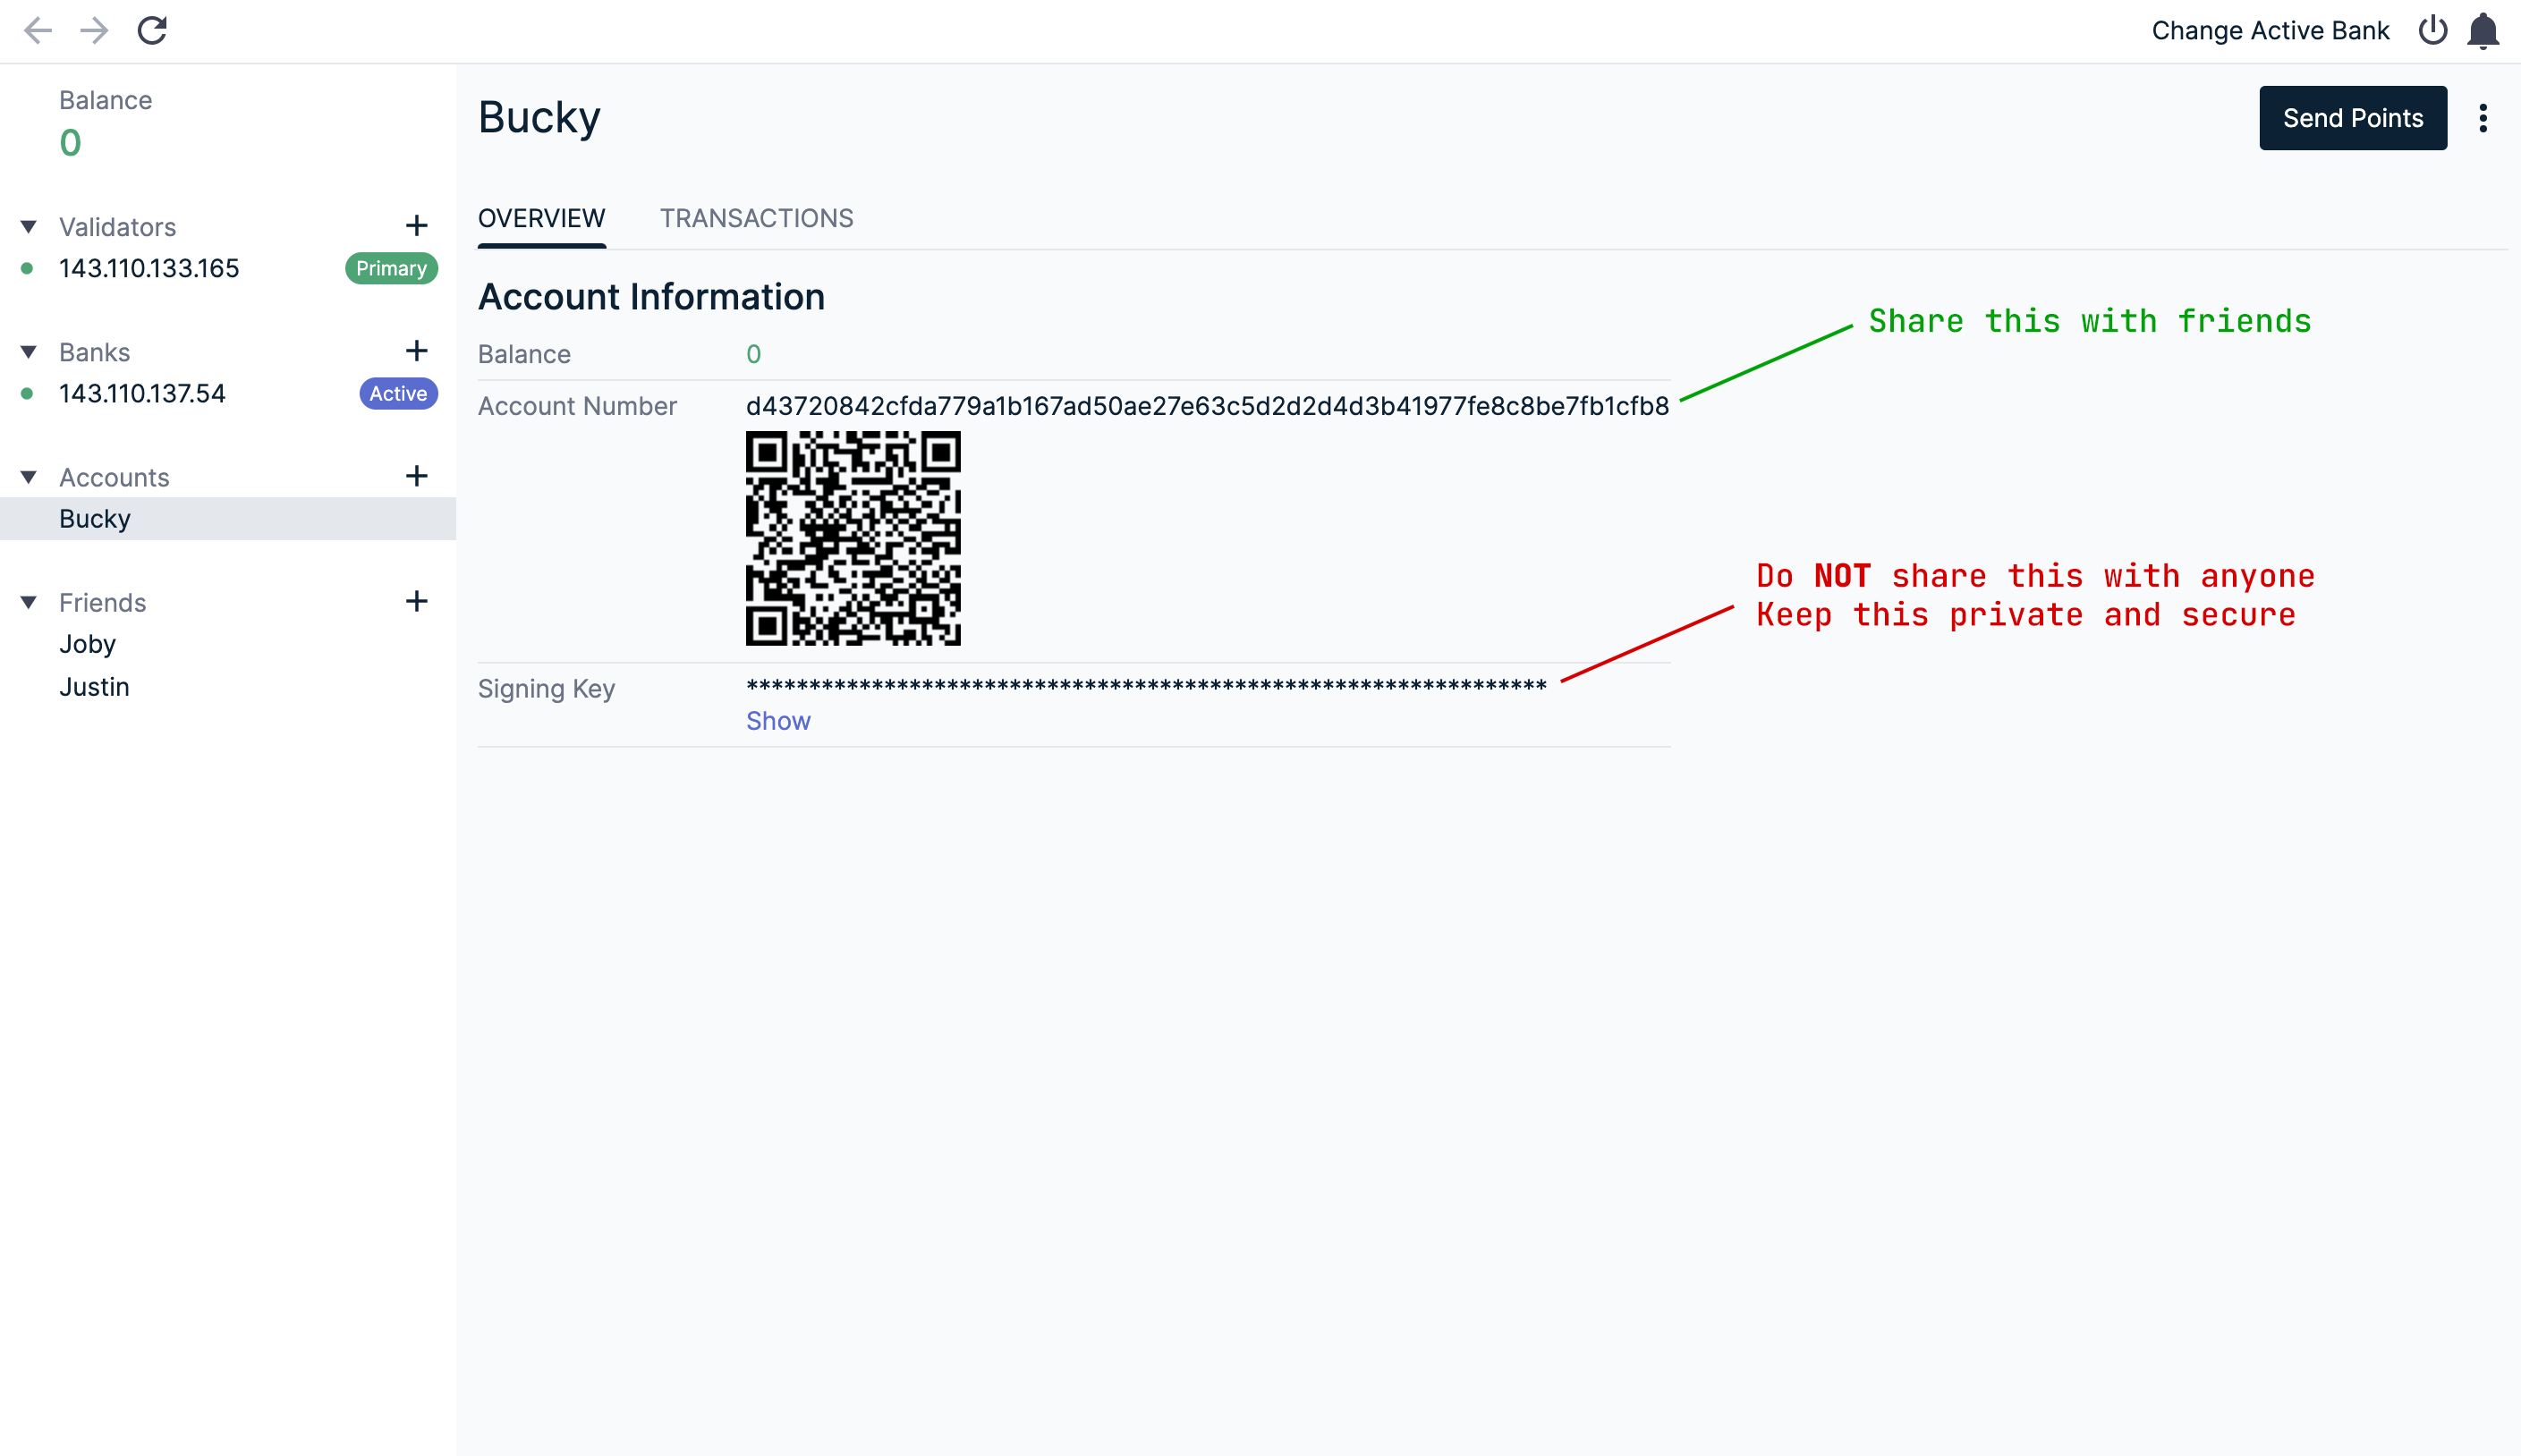 Change Active Bank
Balance
0
Validators
143.110.133.165 Primary
Banks
143.110.137.54 Active
Accounts
Bucky
Friends
Joby
Justin
Bucky
Send Points
OVERVIEW TRANSACTIONS
Account Information
Balance 0
Account Number d43720842cfda779a1b167ad50ae27e63c5d2d2d4d3b41977fe8c8be7fb1cfb8
Share this with friends
Do NOT share this with anyone
Keep this private and secure
Signing Key ****************************************************************
Show